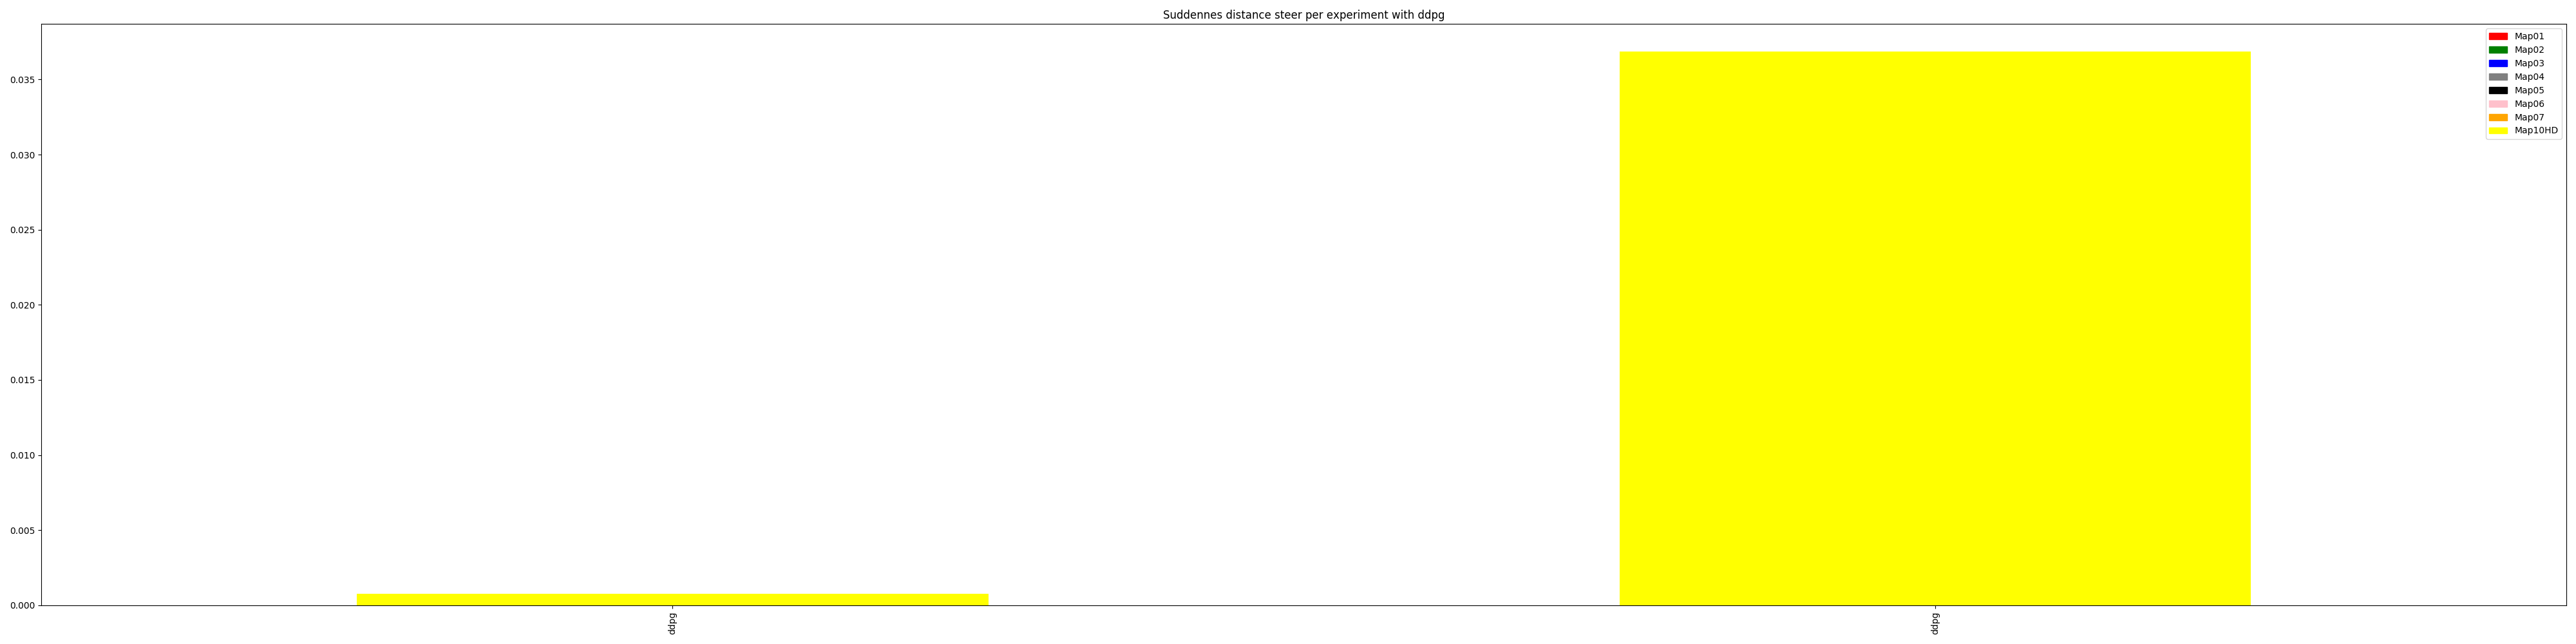 Suddennes distance steer per experiment with ddpg
Map01
Map02
Map03
Map04
Map05
Map06
Map07
Map10HD
0.035
0.030
0.025
0.020
0.015
0.010
0.005
0.000
ddpg
ddpg